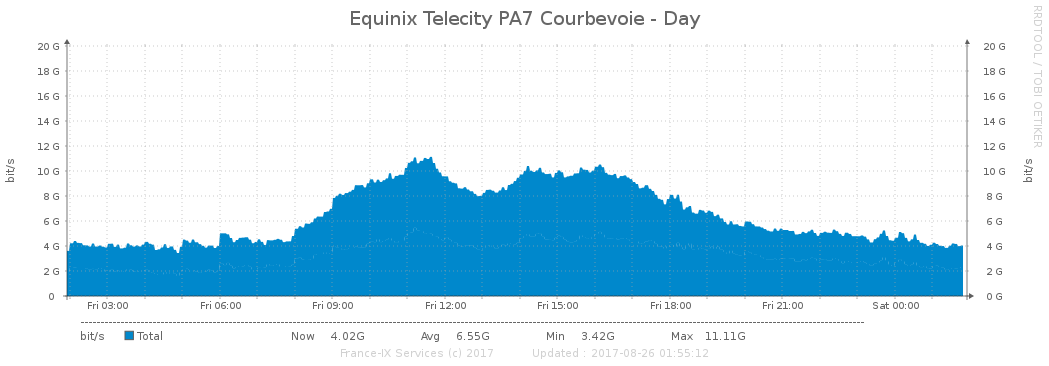 Equinix Telecity PA7 Courbevoie - Day
RRDTOOL / TOBI OETIKER
20 G 20 G
18 G 18 G
16 G 16 G
14 G 14 G
12 G 12 G
10 G 10 G
8 G 8 G
6 G 6 G
4 G 4 G
2 G 2 G
0 0 G
bit/s bit/s
Fri 03:00 Fri 06:00 Fri 09:00 Fri 12:00 Fri 15:00 Fri 18:00 Fri 21:00 Sat 00:00
bit/s Total Now 4.02G Avg 6.55G Min 3.42G Max 11.11G
France-IX Services (c) 2017 Updated : 2017-08-26 01:55:12